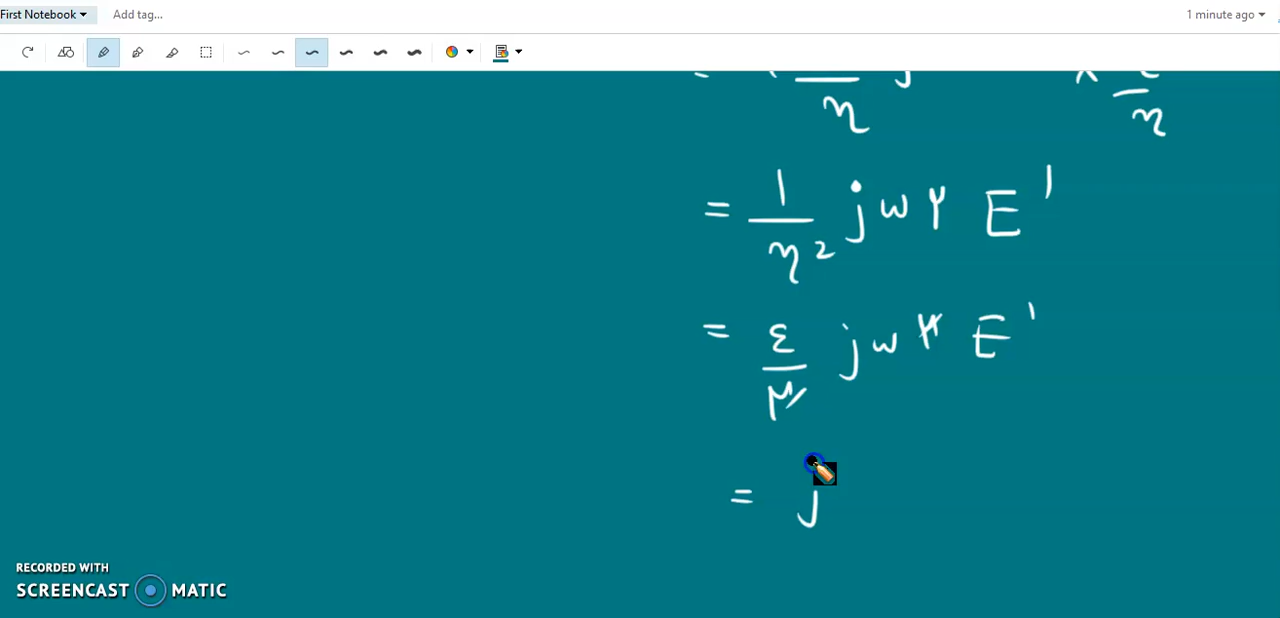 First Notebook
Add tag...
1 minute ago
η
η
= 1/η² jωμ E'
= ε/μ jωμ E'
= j
RECORDED WITH
SCREENCAST MATIC